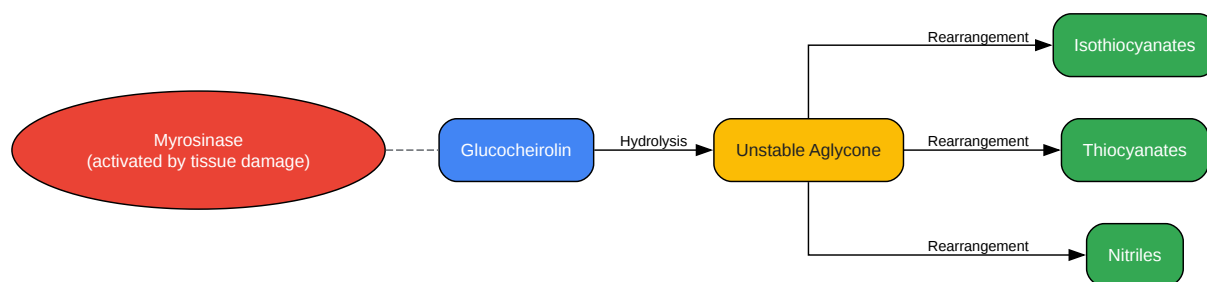 Myrosinase
(activated by tissue damage)
Glucocheirolin
Hydrolysis
Unstable Aglycone
Rearrangement
Isothiocyanates
Rearrangement
Thiocyanates
Rearrangement
Nitriles